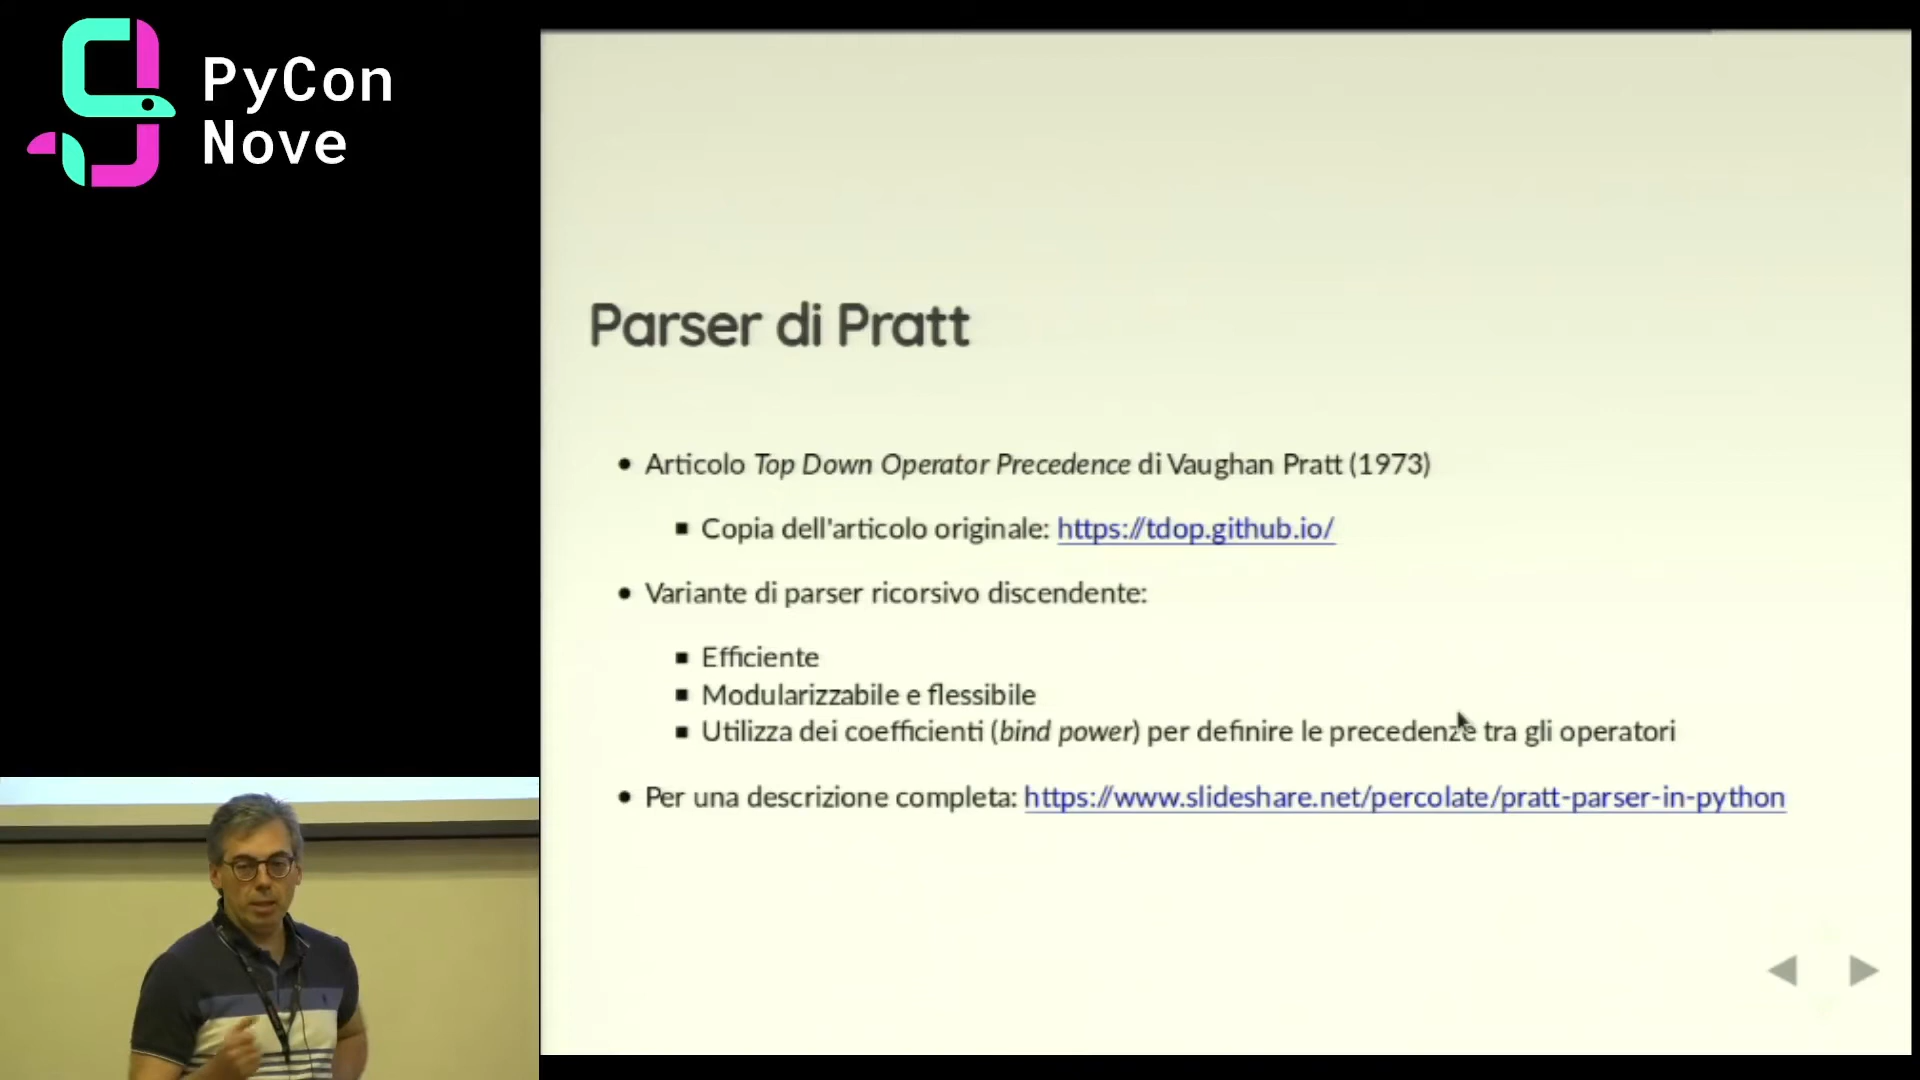 PyCon
Nove
Parser di Pratt
• Articolo Top Down Operator Precedence di Vaughan Pratt (1973)
▪ Copia dell'articolo originale: https://tdop.github.io/
• Variante di parser ricorsivo discendente:
▪ Efficiente
▪ Modularizzabile e flessibile
▪ Utilizza dei coefficienti (bind power) per definire le precedenze tra gli operatori
• Per una descrizione completa: https://www.slideshare.net/percolate/pratt-parser-in-python